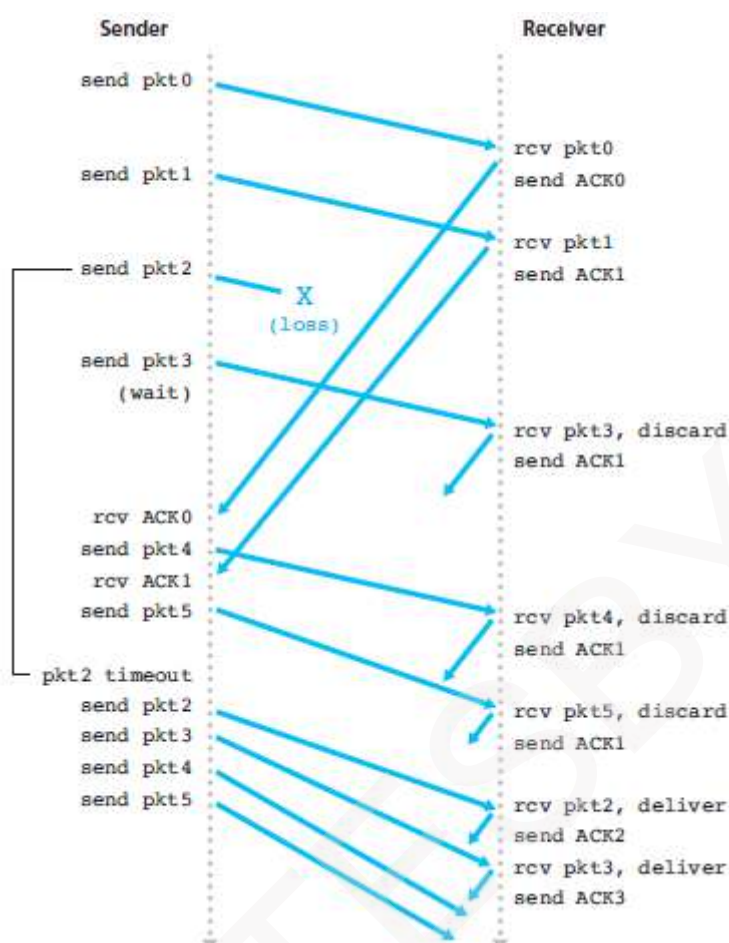 Sender
Receiver
send pkt0
rcv pkt0
send ACK0
send pkt1
rcv pkt1
send ACK1
send pkt2
X
(loss)
send pkt3
(wait)
rcv pkt3, discard
send ACK1
rcv ACK0
send pkt4
rcv ACK1
send pkt5
rcv pkt4, discard
send ACK1
pkt2 timeout
send pkt2
send pkt3
send pkt4
send pkt5
rcv pkt5, discard
send ACK1
rcv pkt2, deliver
send ACK2
rcv pkt3, deliver
send ACK3